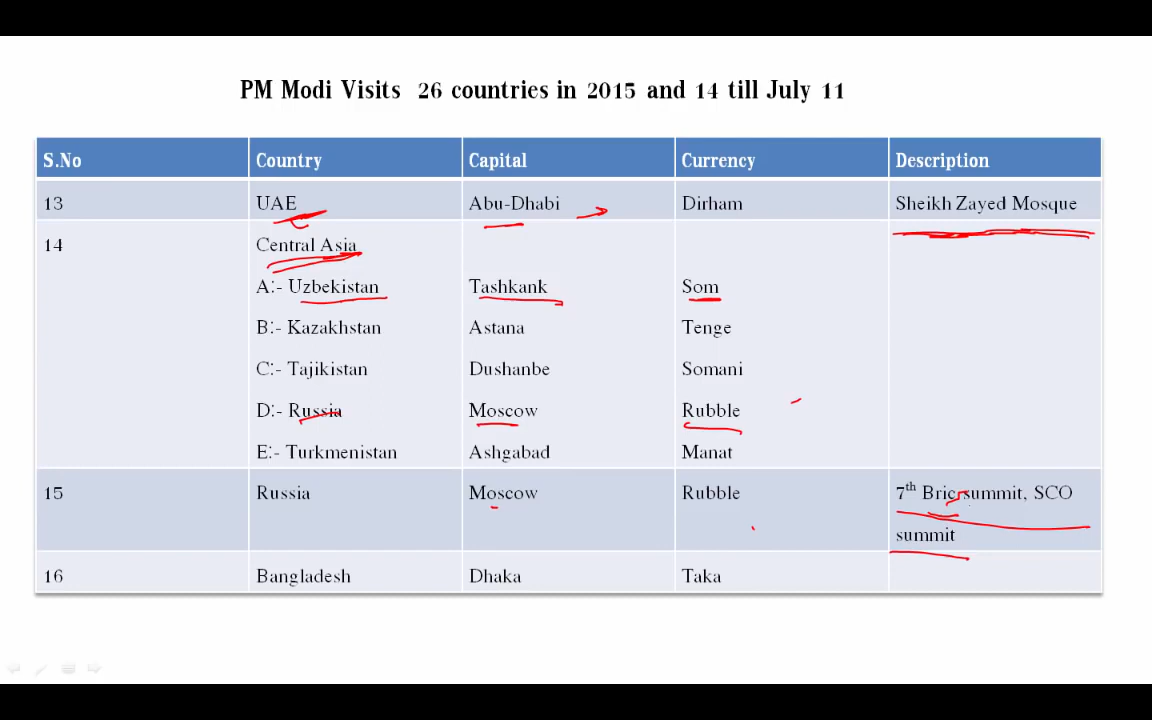 PM Modi Visits 26 countries in 2015 and 14 till July 11
S.No Country Capital Currency Description
13 UAE Abu-Dhabi Dirham Sheikh Zayed Mosque
14 Central Asia
A:- Uzbekistan Tashkank Som
B:- Kazakhstan Astana Tenge
C:- Tajikistan Dushanbe Somani
D:- Russia Moscow Rubble
E:- Turkmenistan Ashgabad Manat
15 Russia Moscow Rubble 7th Bric summit, SCO
summit
16 Bangladesh Dhaka Taka